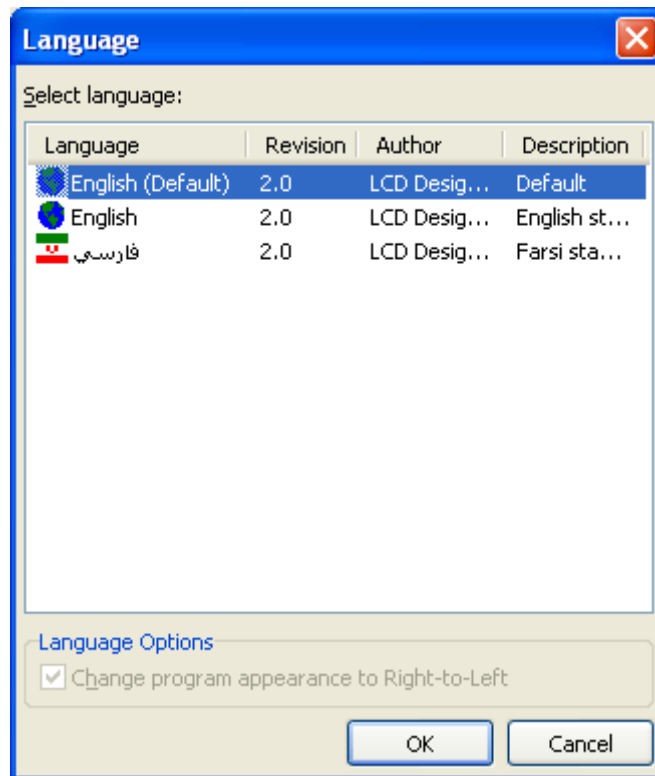 Language
Select language:
Language Revision Author Description
English (Default) 2.0 LCD Desig... Default
English 2.0 LCD Desig... English st...
فارسي 2.0 LCD Desig... Farsi sta...
Language Options
Change program appearance to Right-to-Left
OK Cancel